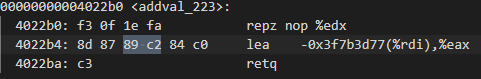 00000000004022b0 <addval_223>:
4022b0: f3 0f 1e fa repz nop %edx
4022b4: 8d 87 89 c2 84 c0 lea -0x3f7b3d77(%rdi),%eax
4022ba: c3 retq